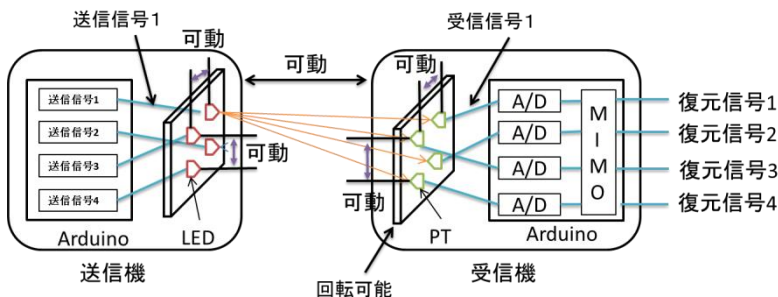 送信信号1
受信信号1
可動
可動
可動
送信信号1
送信信号2
送信信号3
送信信号4
可動
可動
A/D
A/D
A/D
A/D
MIMO
復元信号1
復元信号2
復元信号3
復元信号4
Arduino
LED
PT
Arduino
送信機
回転可能
受信機